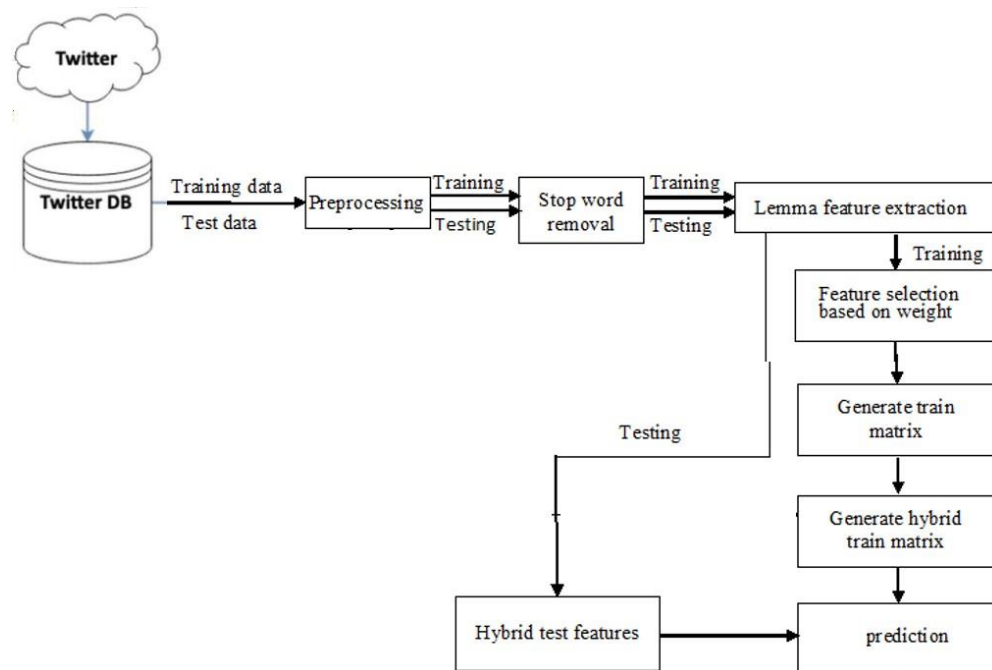 Twitter
Twitter DB
Training data
Test data
Preprocessing
Training
Testing
Stop word
removal
Training
Testing
Lemma feature extraction
Training
Feature selection
based on weight
Generate train
matrix
Testing
Generate hybrid
train matrix
Hybrid test features
prediction